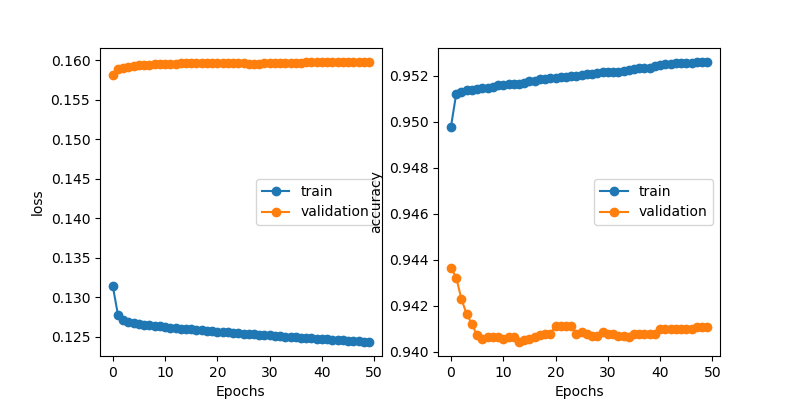 0.160
0.155
0.150
0.145
0.140
0.135
0.130
0.125
loss
0 10 20 30 40 50
Epochs
train
validation
0.952
0.950
0.948
0.946
0.944
0.942
0.940
accuracy
0 10 20 30 40 50
Epochs
train
validation